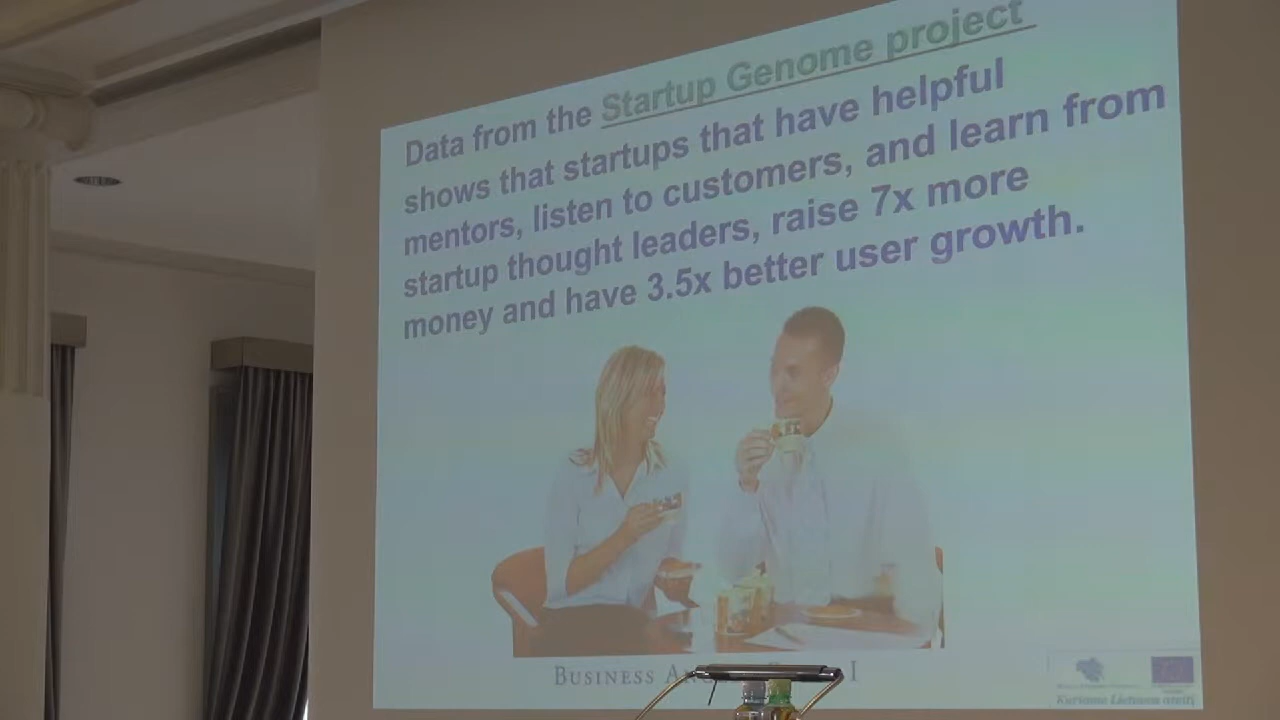 Data from the Startup Genome project
shows that startups that have helpful
mentors, listen to customers, and learn from
startup thought leaders, raise 7x more
money and have 3.5x better user growth.
BUSINESS I
Kuriame Lietuvos ateitį